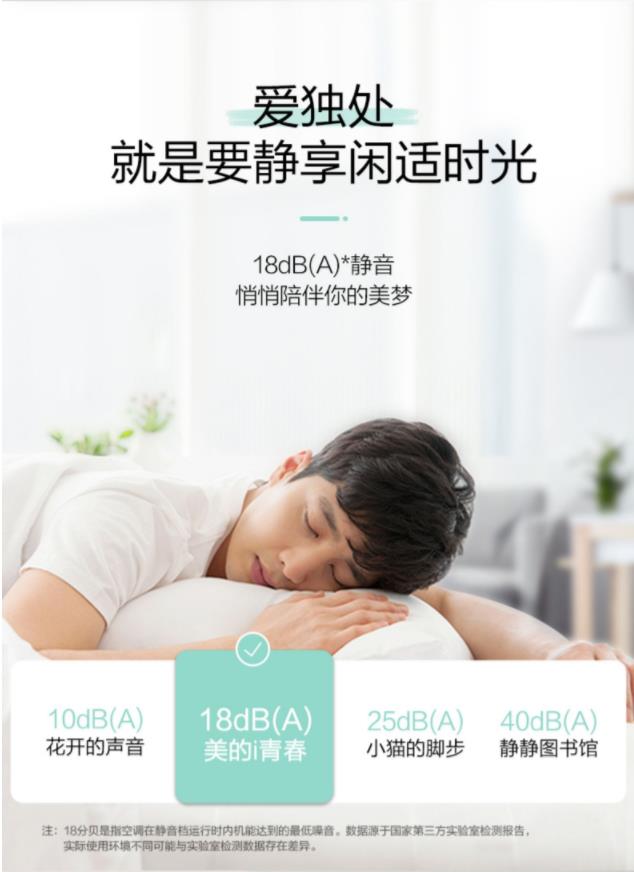 爱独处
就是要静享闲适时光
18dB(A)*静音
悄悄陪伴你的美梦
10dB(A)
花开的声音
18dB(A)
美的i青春
25dB(A)
小猫的脚步
40dB(A)
静静图书馆
注：18分贝是指空调在静音档运行时内机能达到的最低噪音。数据源于国家第三方实验室检测报告，
实际使用环境不同可能与实验室检测数据存在差异。